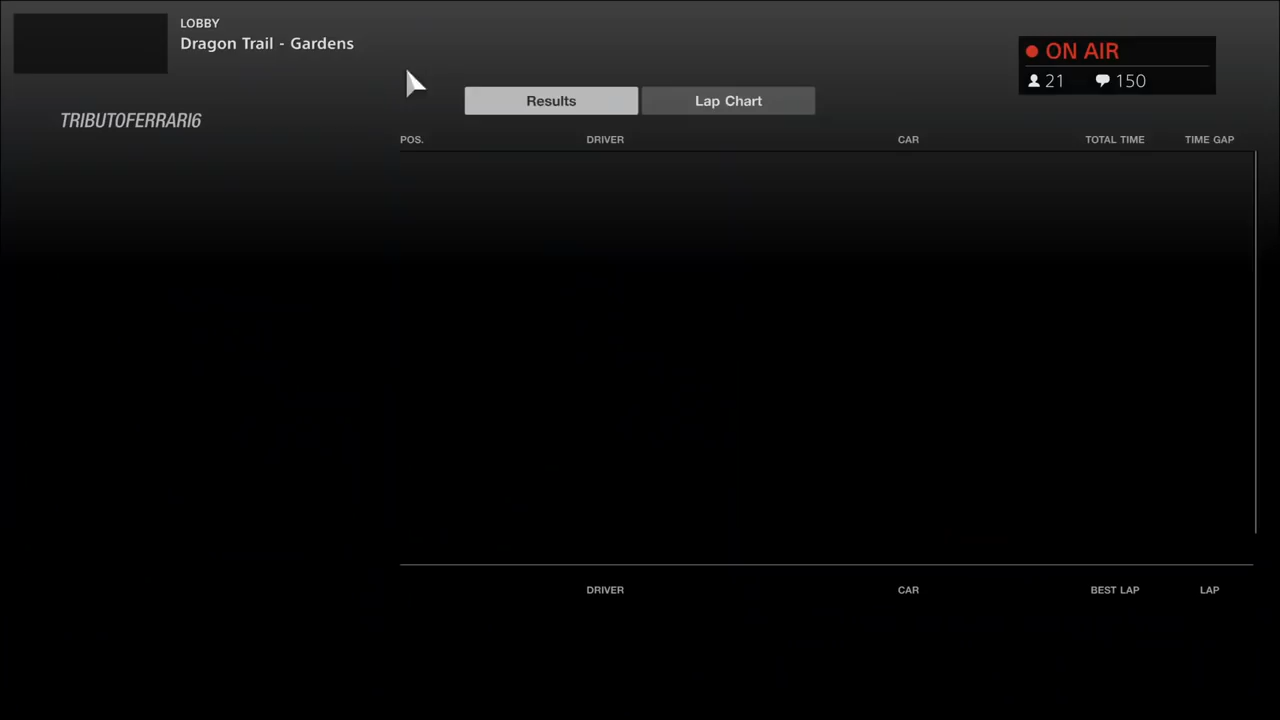 LOBBY
Dragon Trail - Gardens
ON AIR
21 150
Results Lap Chart
TRIBUTOFERRARI6
POS. DRIVER CAR TOTAL TIME TIME GAP
DRIVER CAR BEST LAP LAP